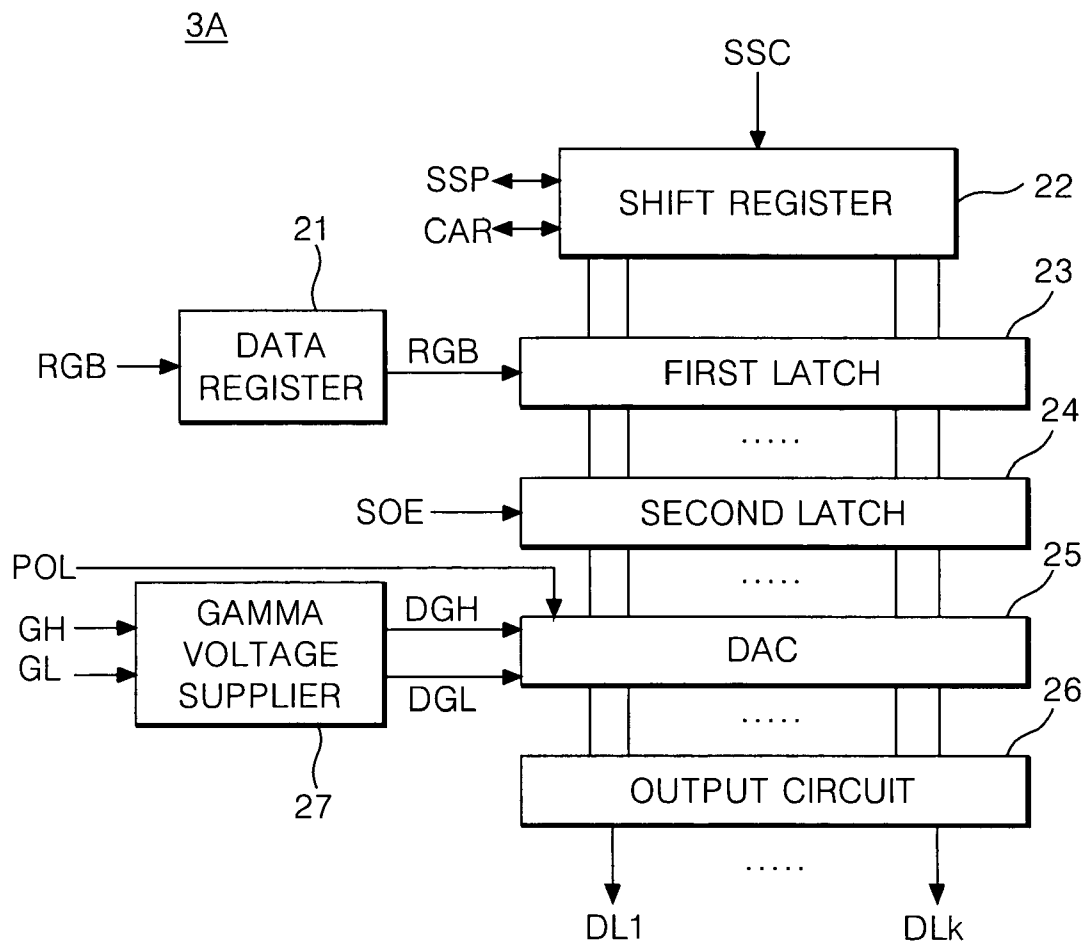 3A
SSC
SSP
SHIFT REGISTER
22
CAR
21
23
RGB
DATA
REGISTER
RGB
FIRST LATCH
24
.....
SOE
SECOND LATCH
25
POL
.....
GH
GL
GAMMA
VOLTAGE
SUPPLIER
DGH
DGL
DAC
26
.....
27
OUTPUT CIRCUIT
.....
DL1
DLk